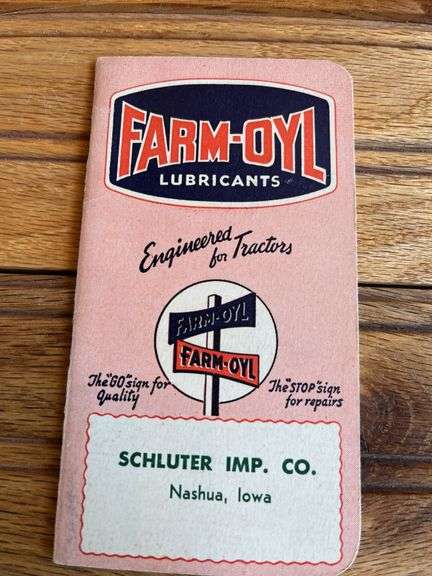 FARM-OYL
LUBRICANTS
Engineered
for Tractors
FARM-OYL
FARM-OYL
The "GO" sign for
Quality
The "STOP" sign
for repairs
SCHLUTER IMP. CO.
Nashua, Iowa